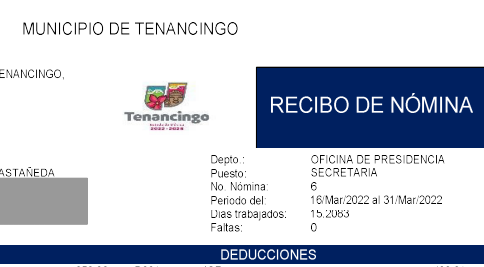 MUNICIPIO DE TENANCINGO
ENANCINGO,
Tenancingo
2022 - 2024
RECIBO DE NÓMINA
ASTAÑEDA
Depto.: OFICINA DE PRESIDENCIA
Puesto: SECRETARIA
No. Nómina: 6
Periodo del: 16/Mar/2022 al 31/Mar/2022
Dias trabajados: 15.2083
Faltas: 0
DEDUCCIONES